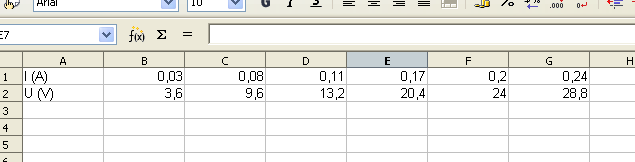 Arial 10
E7 f(x) Σ =
A B C D E F G H
1 I (A) 0,03 0,08 0,11 0,17 0,2 0,24
2 U (V) 3,6 9,6 13,2 20,4 24 28,8
3
4
5